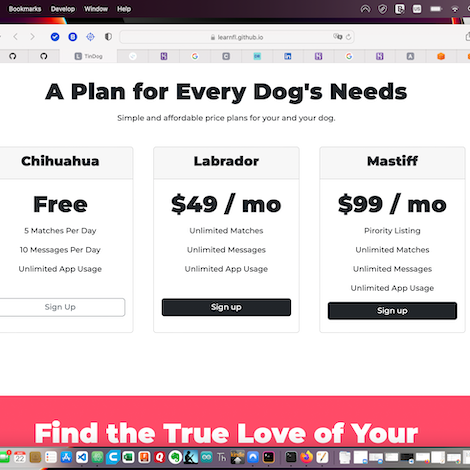 Bookmarks Develop Window Help
learnfi.github.io
TinDog
A Plan for Every Dog's Needs
Simple and affordable price plans for your and your dog.
Chihuahua
Free
5 Matches Per Day
10 Messages Per Day
Unlimited App Usage
Sign Up
Labrador
$49 / mo
Unlimited Matches
Unlimited Messages
Unlimited App Usage
Sign up
Mastiff
$99 / mo
Pirority Listing
Unlimited Matches
Unlimited Messages
Unlimited App Usage
Sign up
Find the True Love of Your